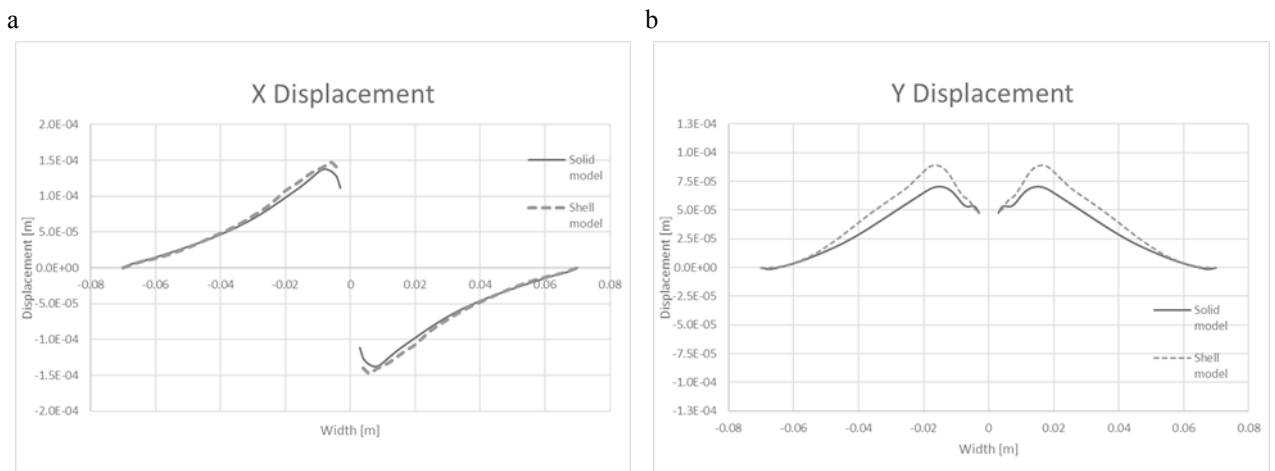 a
b
X Displacement
2.0E-04
1.5E-04
1.0E-04
5.0E-05
0.0E+00
-5.0E-05
-1.0E-04
-1.5E-04
-2.0E-04
-0.08
-0.06
-0.04
-0.02
0
0.02
0.04
0.06
0.08
Displacement [m]
Width [m]
Solid
model
Shell
model
Y Displacement
1.3E-04
1.0E-04
7.5E-05
5.0E-05
2.5E-05
0.0E+00
-2.5E-05
-5.0E-05
-7.5E-05
-1.0E-04
-1.3E-04
-0.08
-0.06
-0.04
-0.02
0
0.02
0.04
0.06
0.08
Displacement [m]
Width [m]
Solid
model
Shell
model